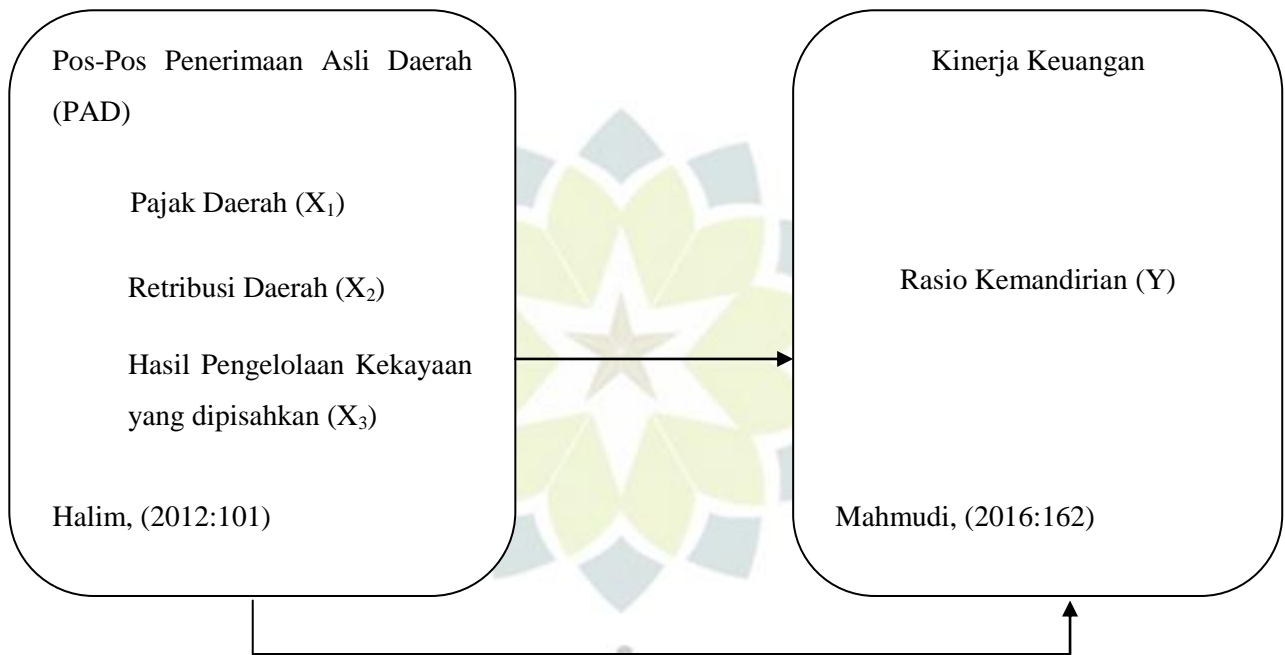 Pos-Pos Penerimaan Asli Daerah
(PAD)
Pajak Daerah (X₁)
Retribusi Daerah (X₂)
Hasil Pengelolaan Kekayaan
yang dipisahkan (X₃)
Halim, (2012:101)
Kinerja Keuangan
Rasio Kemandirian (Y)
Mahmudi, (2016:162)